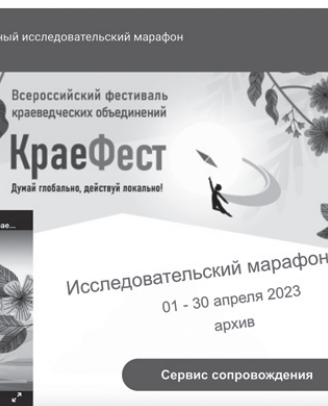 ный исследовательский марафон
Всероссийский фестиваль
краеведческих объединений
КраеФест
Думай глобально, действуй локально!
ае...
Исследовательский марафон
01 - 30 апреля 2023
архив
Сервис сопровождения